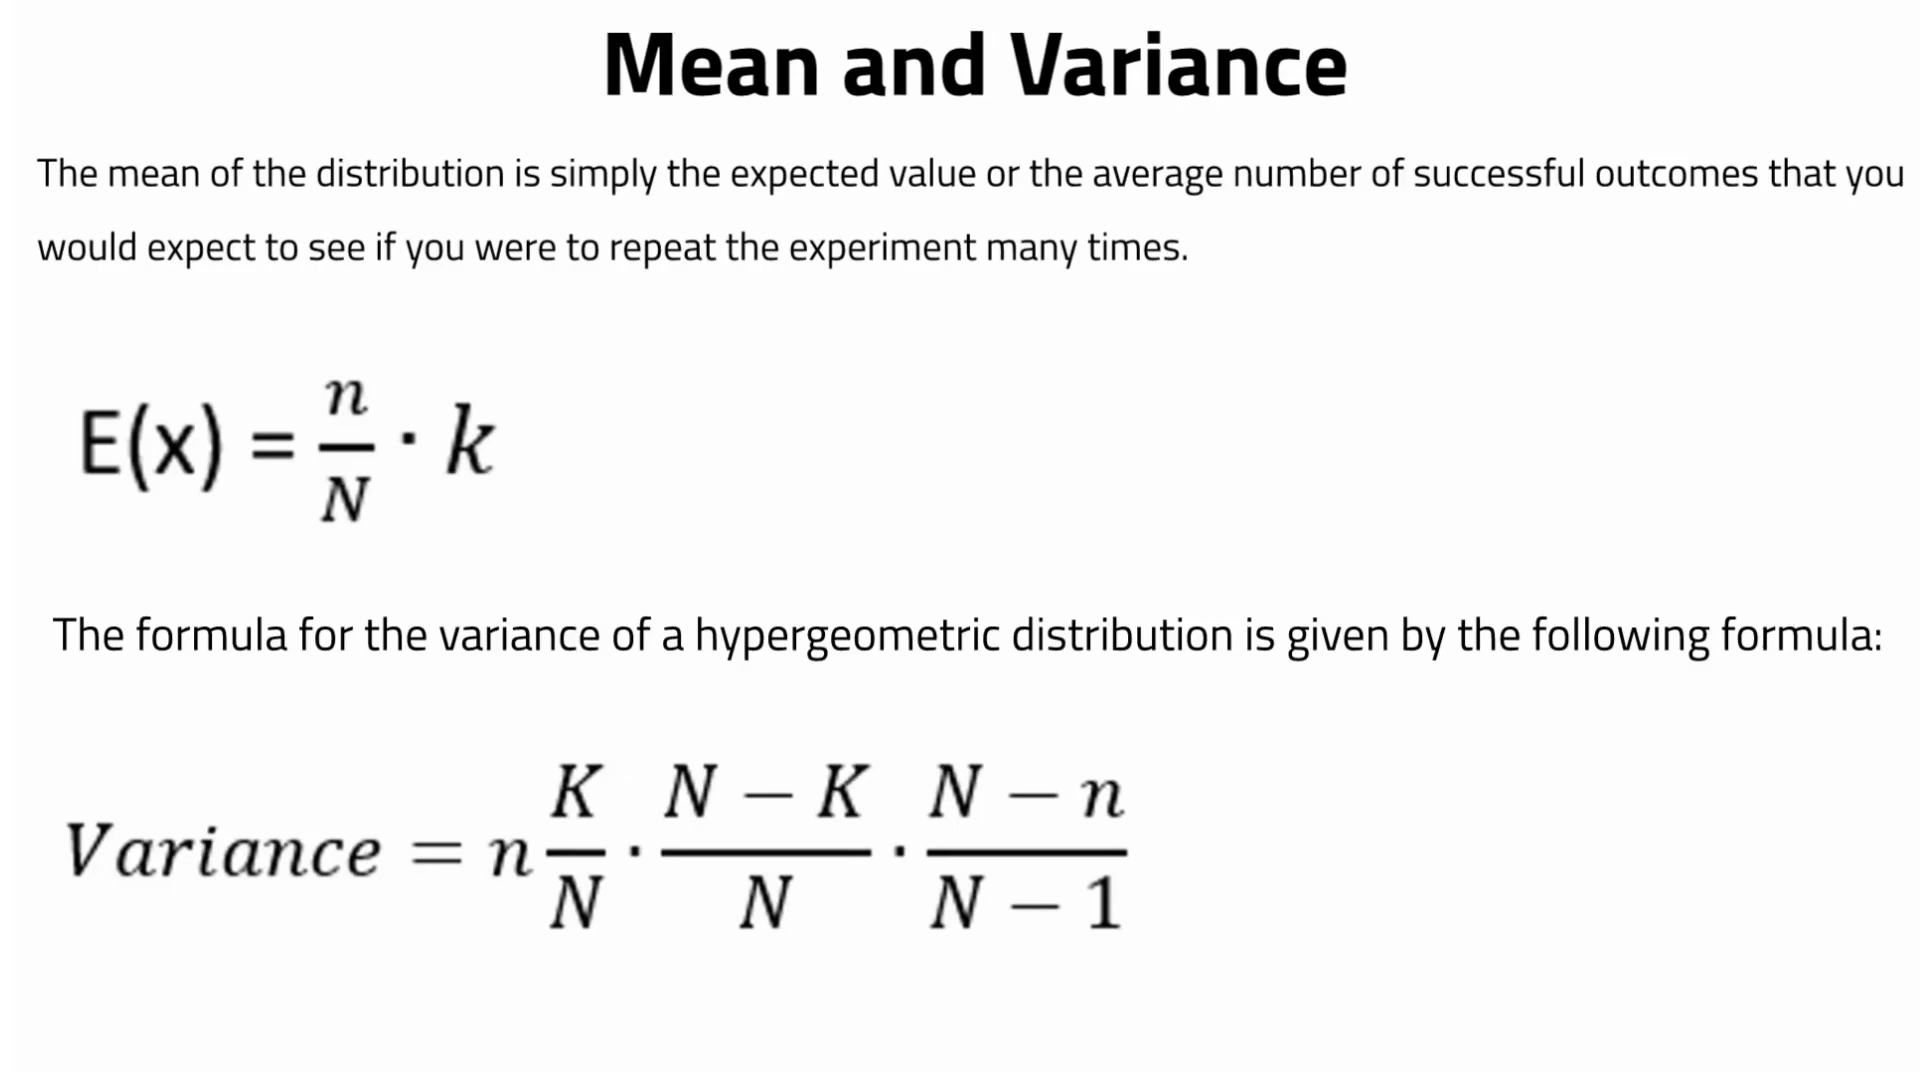 Mean and Variance
The mean of the distribution is simply the expected value or the average number of successful outcomes that you
would expect to see if you were to repeat the experiment many times.
E(x) = n/N · k
The formula for the variance of a hypergeometric distribution is given by the following formula:
Variance = n K/N · N − K/N · N − n/N − 1